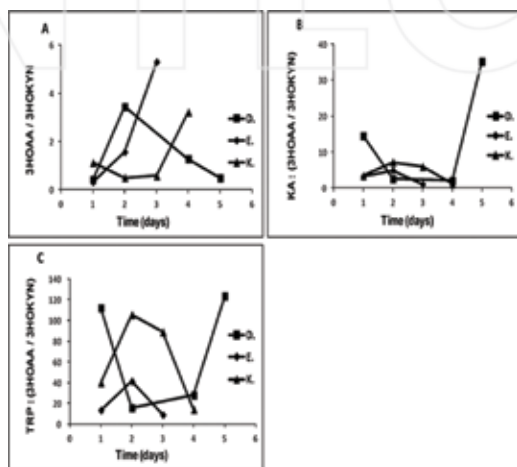 A
3HOAA / 3HOKYN
6
4
2
0
0 1 2 3 4 5 6
Time (days)
D.
E.
K.
B
KA : (3HOAA / 3HOKYN)
40
30
20
10
0
0 1 2 3 4 5 6
Time (days)
D.
E.
K.
C
TRP : (3HOAA / 3HOKYN)
140
120
100
80
60
40
20
0
0 1 2 3 4 5 6
Time (days)
D.
E.
K.